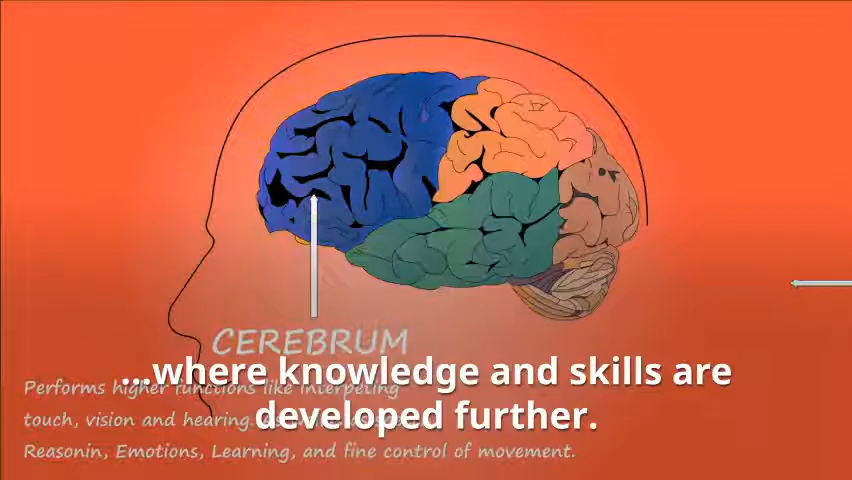 CEREBRUM
...where knowledge and skills are
developed further.
Performs higher functions like interpeting
touch, vision and hearing.
Reasonin, Emotions, Learning, and fine control of movement.